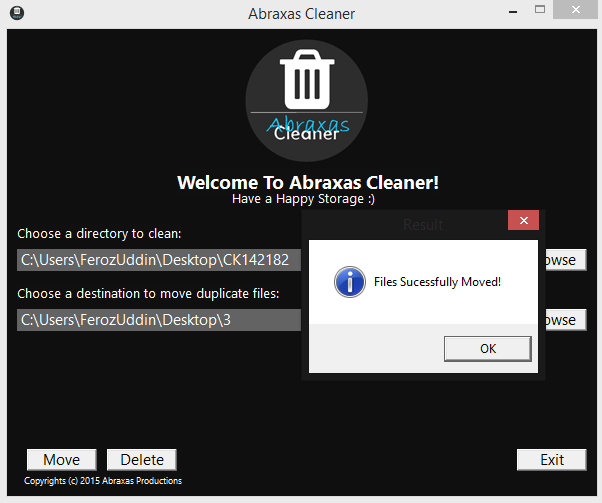 Abraxas Cleaner
Abraxas
Cleaner
Welcome To Abraxas Cleaner!
Have a Happy Storage :)
Choose a directory to clean:
C:\Users\FerozUddin\Desktop\CK142182
owse
Choose a destination to move duplicate files:
C:\Users\FerozUddin\Desktop\3
owse
Result
Files Sucessfully Moved!
OK
Move
Delete
Exit
Copyrights (c) 2015 Abraxas Productions